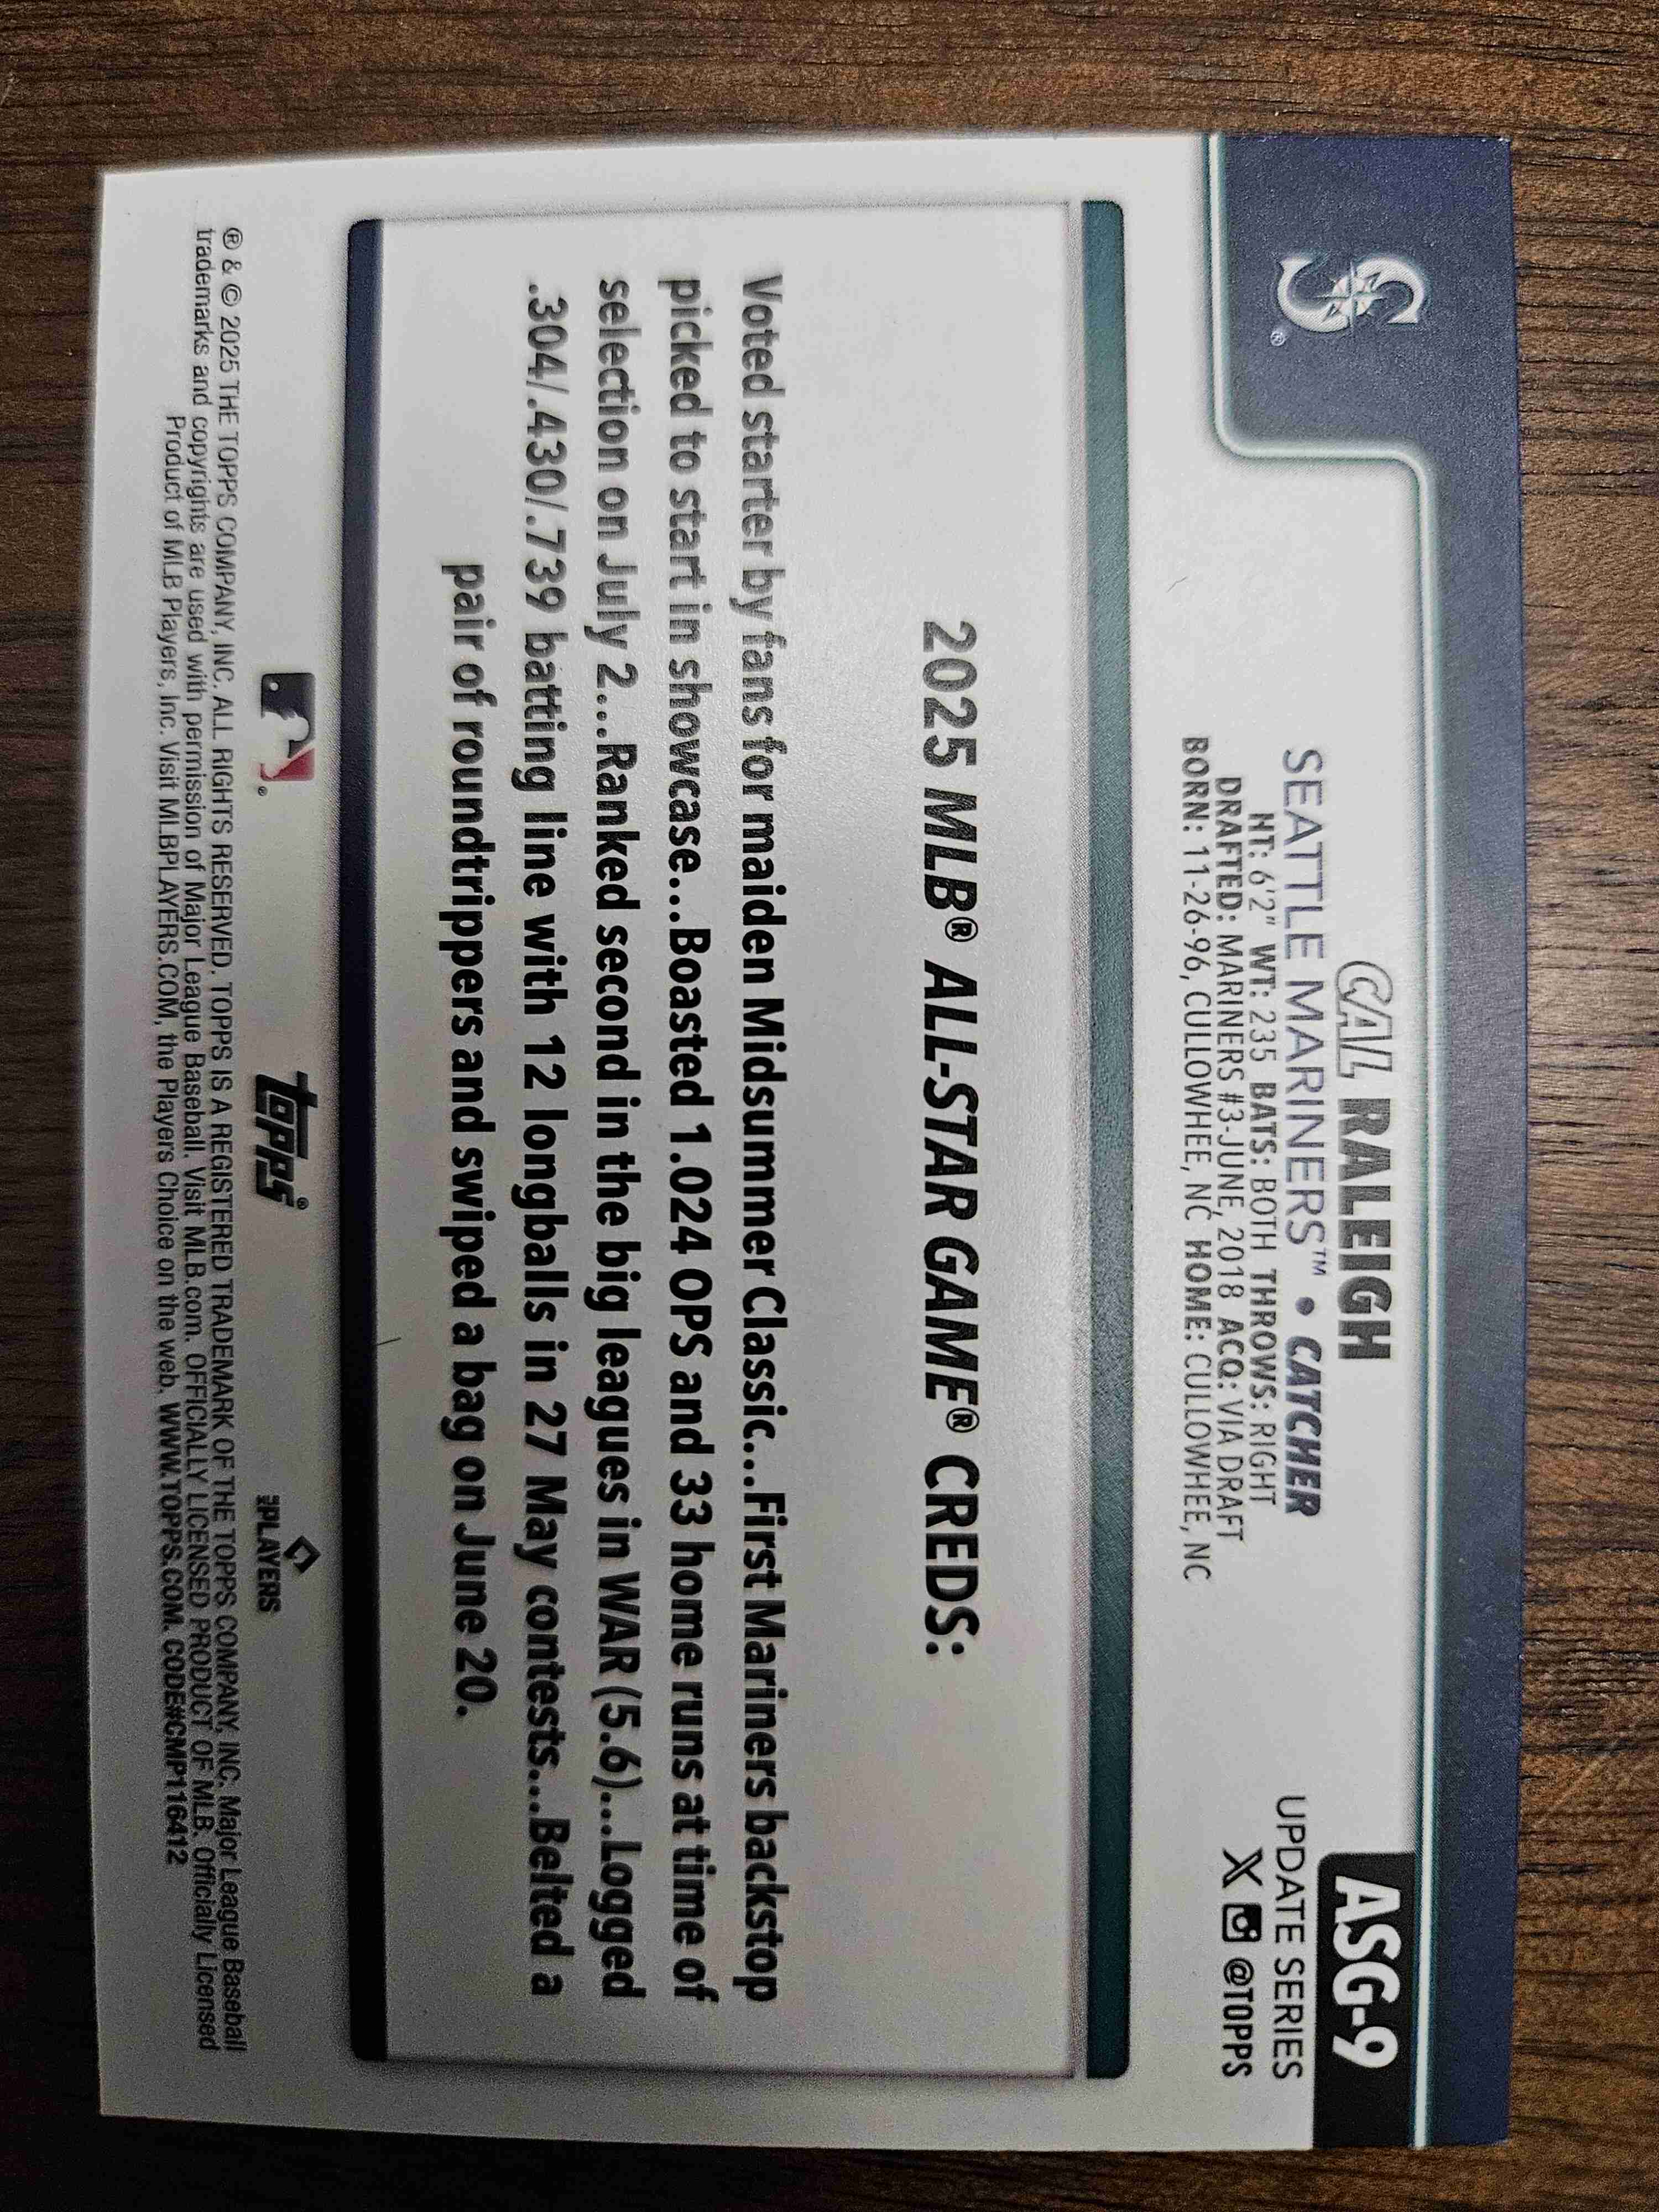 S®
CAL RALEIGH
SEATTLE MARINERS™ • CATCHER
HT: 6'2" WT: 235 BATS: BOTH THROWS: RIGHT
DRAFTED: MARINERS #3-JUNE, 2018 ACQ: VIA DRAFT
BORN: 11-26-96, CULLOWHEE, NC HOME: CULLOWHEE, NC
ASG-9
UPDATE SERIES
X @TOPPS
2025 MLB® ALL-STAR GAME® CREDS:
Voted starter by fans for maiden Midsummer Classic...First Mariners backstop
picked to start in showcase...Boasted 1.024 OPS and 33 home runs at time of
selection on July 2...Ranked second in the big leagues in WAR (5.6)...Logged
.304/.430/.739 batting line with 12 longballs in 27 May contests...Belted a
pair of roundtrippers and swiped a bag on June 20.
topps®
PLAYERS
® & © 2025 THE TOPPS COMPANY, INC. ALL RIGHTS RESERVED. TOPPS IS A REGISTERED TRADEMARK OF THE TOPPS COMPANY, INC. Major League Baseball
trademarks and copyrights are used with permission of Major League Baseball. Visit MLB.com. OFFICIALLY LICENSED PRODUCT OF MLB. Officially Licensed
Product of MLB Players, Inc. Visit MLBPLAYERS.COM, the Players Choice on the web. WWW.TOPPS.COM. CODE#CMP116412